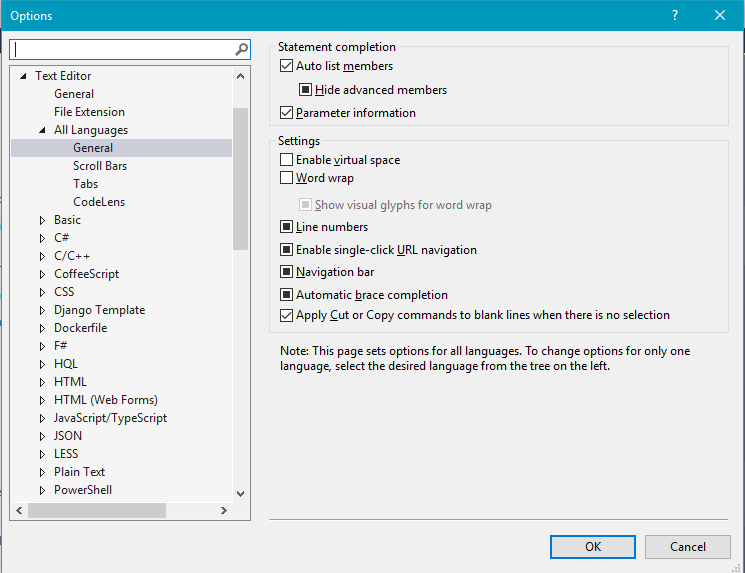 Options
Text Editor
General
File Extension
All Languages
General
Scroll Bars
Tabs
CodeLens
Basic
C#
C/C++
CoffeeScript
CSS
Django Template
Dockerfile
F#
HQL
HTML
HTML (Web Forms)
JavaScript/TypeScript
JSON
LESS
Plain Text
PowerShell
Statement completion
Auto list members
Hide advanced members
Parameter information
Settings
Enable virtual space
Word wrap
Show visual glyphs for word wrap
Line numbers
Enable single-click URL navigation
Navigation bar
Automatic brace completion
Apply Cut or Copy commands to blank lines when there is no selection
Note: This page sets options for all languages. To change options for only one
language, select the desired language from the tree on the left.
OK
Cancel